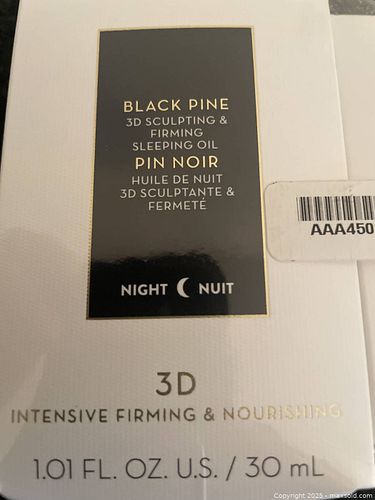 BLACK PINE
3D SCULPTING &
FIRMING
SLEEPING OIL
PIN NOIR
HUILE DE NUIT
3D SCULPTANTE &
FERMETÉ
AAA450
NIGHT NUIT
3D
INTENSIVE FIRMING & NOURISHING
1.01 FL. OZ. U.S. / 30 mL
Copyright 2025 - maxsold.com